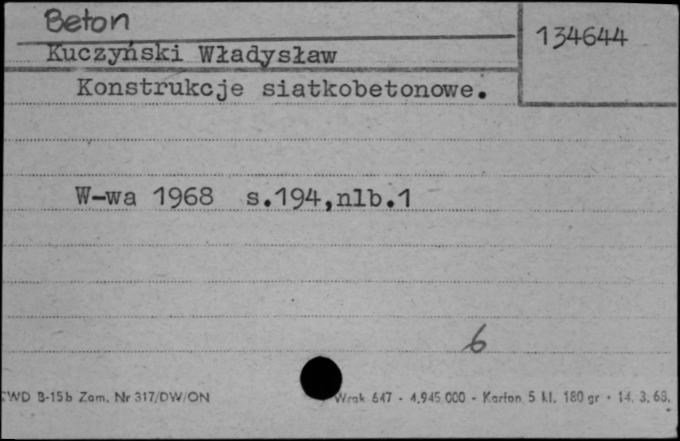 Beton
134644
Kuczyński Władysław
Konstrukcje siatkobetonowe.
W-wa 1968 s.194,nlb.1
6
CWD B-15b Zam. Nr 317/DW/ON
Wrak 647 - 4.945.000 - Karton 5 kl. 180 gr - 14. 3. 68.